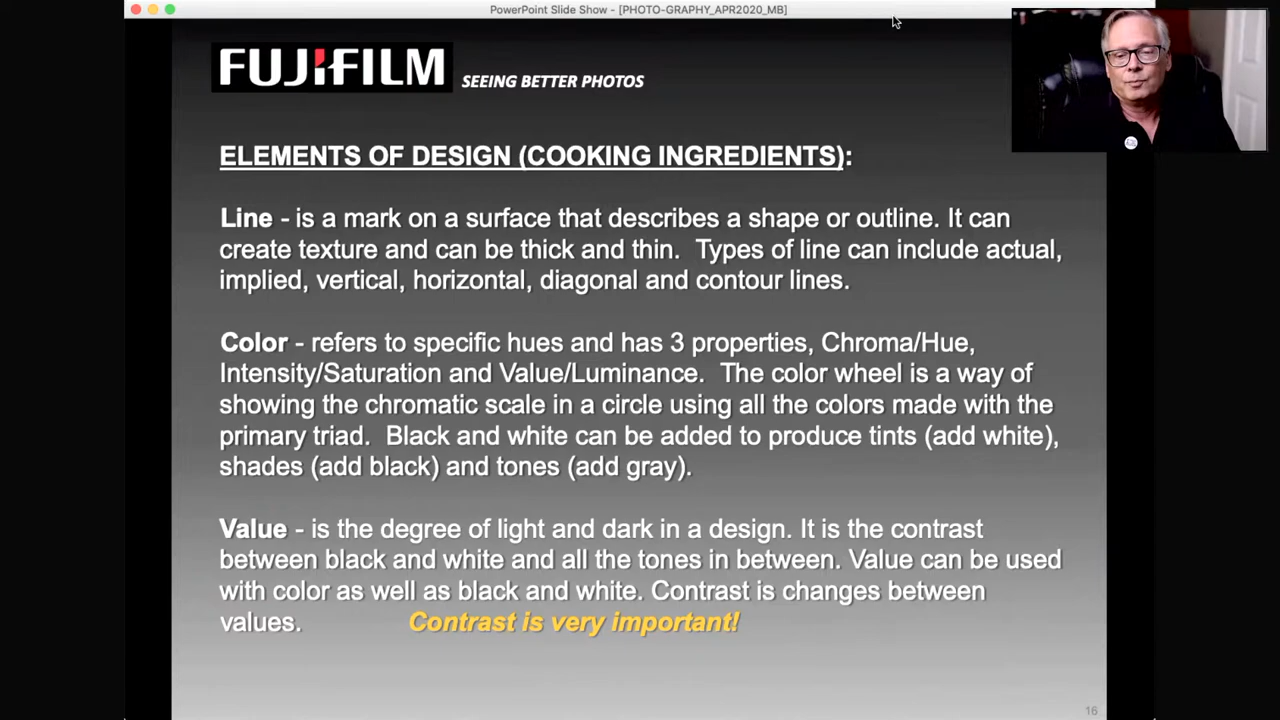 PowerPoint Slide Show - [PHOTO-GRAPHY_APR2020_MB]
FUJIFILM SEEING BETTER PHOTOS
ELEMENTS OF DESIGN (COOKING INGREDIENTS):
Line - is a mark on a surface that describes a shape or outline. It can
create texture and can be thick and thin. Types of line can include actual,
implied, vertical, horizontal, diagonal and contour lines.
Color - refers to specific hues and has 3 properties, Chroma/Hue,
Intensity/Saturation and Value/Luminance. The color wheel is a way of
showing the chromatic scale in a circle using all the colors made with the
primary triad. Black and white can be added to produce tints (add white),
shades (add black) and tones (add gray).
Value - is the degree of light and dark in a design. It is the contrast
between black and white and all the tones in between. Value can be used
with color as well as black and white. Contrast is changes between
values. Contrast is very important!
16